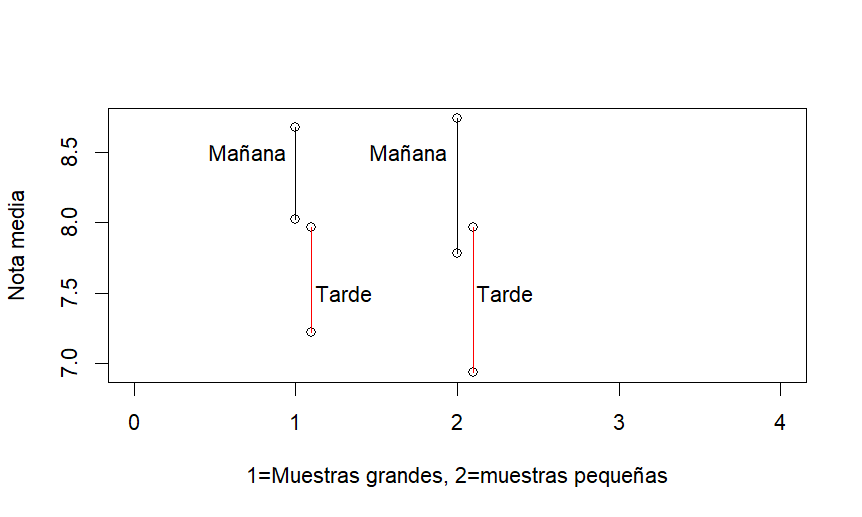 Nota media
8.5
8.0
7.5
7.0
Mañana
Mañana
Tarde
Tarde
0 1 2 3 4
1=Muestras grandes, 2=muestras pequeñas